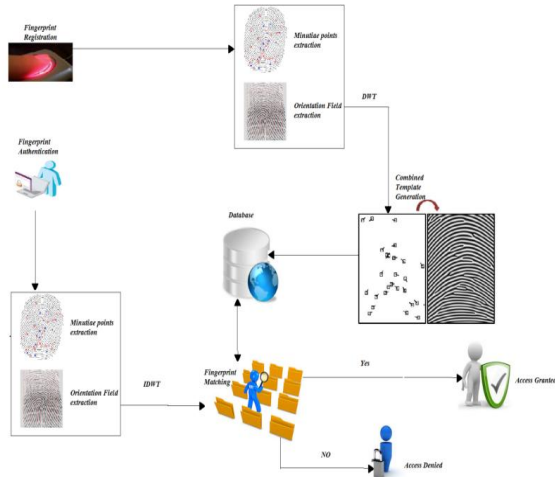 Fingerprint
Registration
Minutiae points
extraction
Orientation Field
extraction
DWT
Fingerprint
Authentication
Combined
Template
Generation
Database
Minutiae points
extraction
Orientation Field
extraction
IDWT
Fingerprint
Matching
Yes
Access Granted
NO
Access Denied